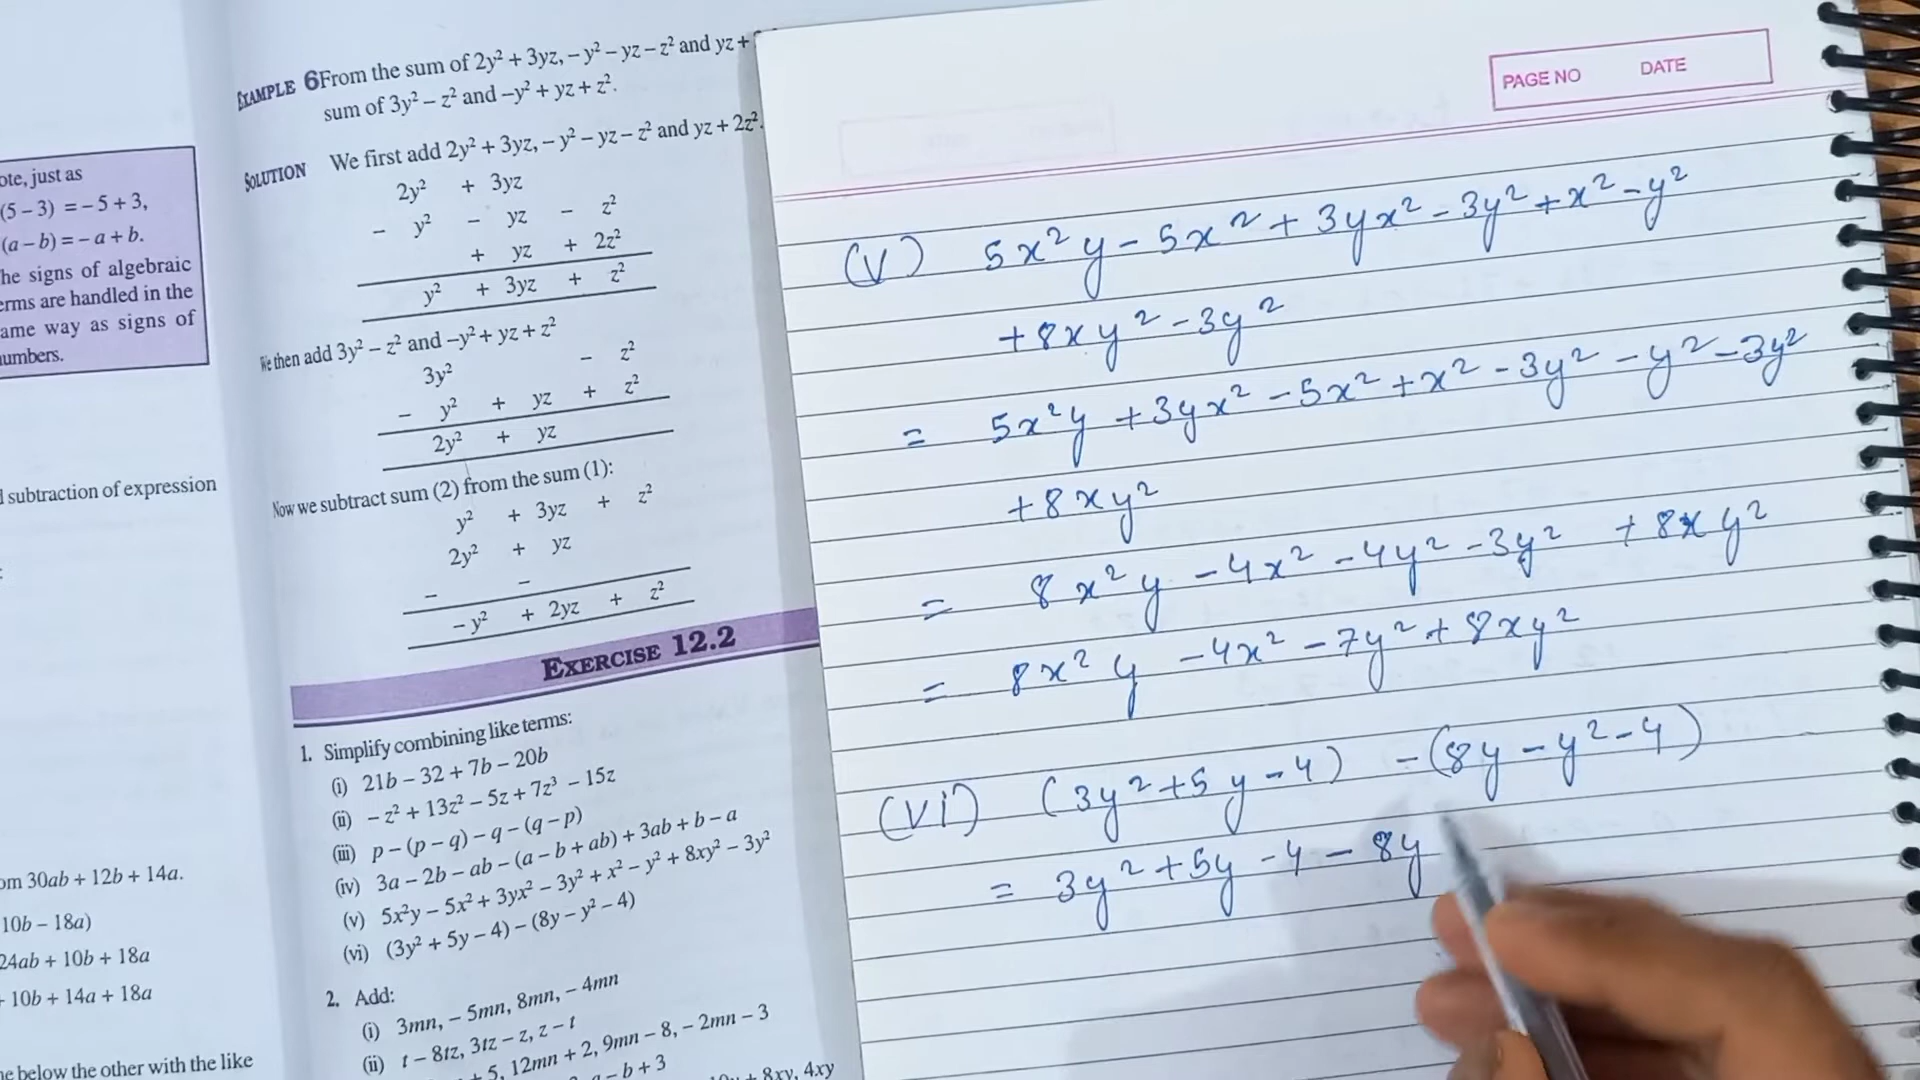 ote, just as
(5 – 3) = – 5 + 3,
(a – b) = – a + b.
he signs of algebraic
erms are handled in the
ame way as signs of
umbers.
subtraction of expression
om 30ab + 12b + 14a.
10b – 18a)
24ab + 10b + 18a
+ 10b + 14a + 18a
e below the other with the like
EXAMPLE 6 From the sum of 2y² + 3yz, – y² – yz – z² and yz +
sum of 3y² – z² and –y² + yz + z².
SOLUTION We first add 2y² + 3yz, – y² – yz – z² and yz + 2z².
2y² + 3yz
– y² – yz – z²
+ yz + 2z²
y² + 3yz + z²
We then add 3y² – z² and –y² + yz + z²
3y² – z²
– y² + yz + z²
2y² + yz
Now we subtract sum (2) from the sum (1):
y² + 3yz + z²
2y² + yz
– –
– y² + 2yz + z²
EXERCISE 12.2
1. Simplify combining like terms:
(i) 21b – 32 + 7b – 20b
(ii) – z² + 13z² – 5z + 7z³ – 15z
(iii) p – (p – q) – q – (q – p)
(iv) 3a – 2b – ab – (a – b + ab) + 3ab + b – a
(v) 5x²y – 5x² + 3yx² – 3y² + x² – y² + 8xy² – 3y²
(vi) (3y² + 5y – 4) – (8y – y² – 4)
2. Add:
(i) 3mn, – 5mn, 8mn, – 4mn
(ii) t – 8tz, 3tz – z, z – t
+ 5, 12mn + 2, 9mn – 8, – 2mn – 3
a – b + 3
+ 8xy, 4xy
PAGE NO DATE
(V) 5x²y – 5x² + 3yx² – 3y² + x² – y²
+ 8xy² – 3y²
= 5x²y + 3yx² – 5x² + x² – 3y² – y² – 3y²
+ 8xy²
= 8x²y – 4x² – 4y² – 3y² + 8xy²
= 8x²y – 4x² – 7y² + 8xy²
(Vi) (3y² + 5y – 4) – (8y – y² – 4)
= 3y² + 5y – 4 – 8y